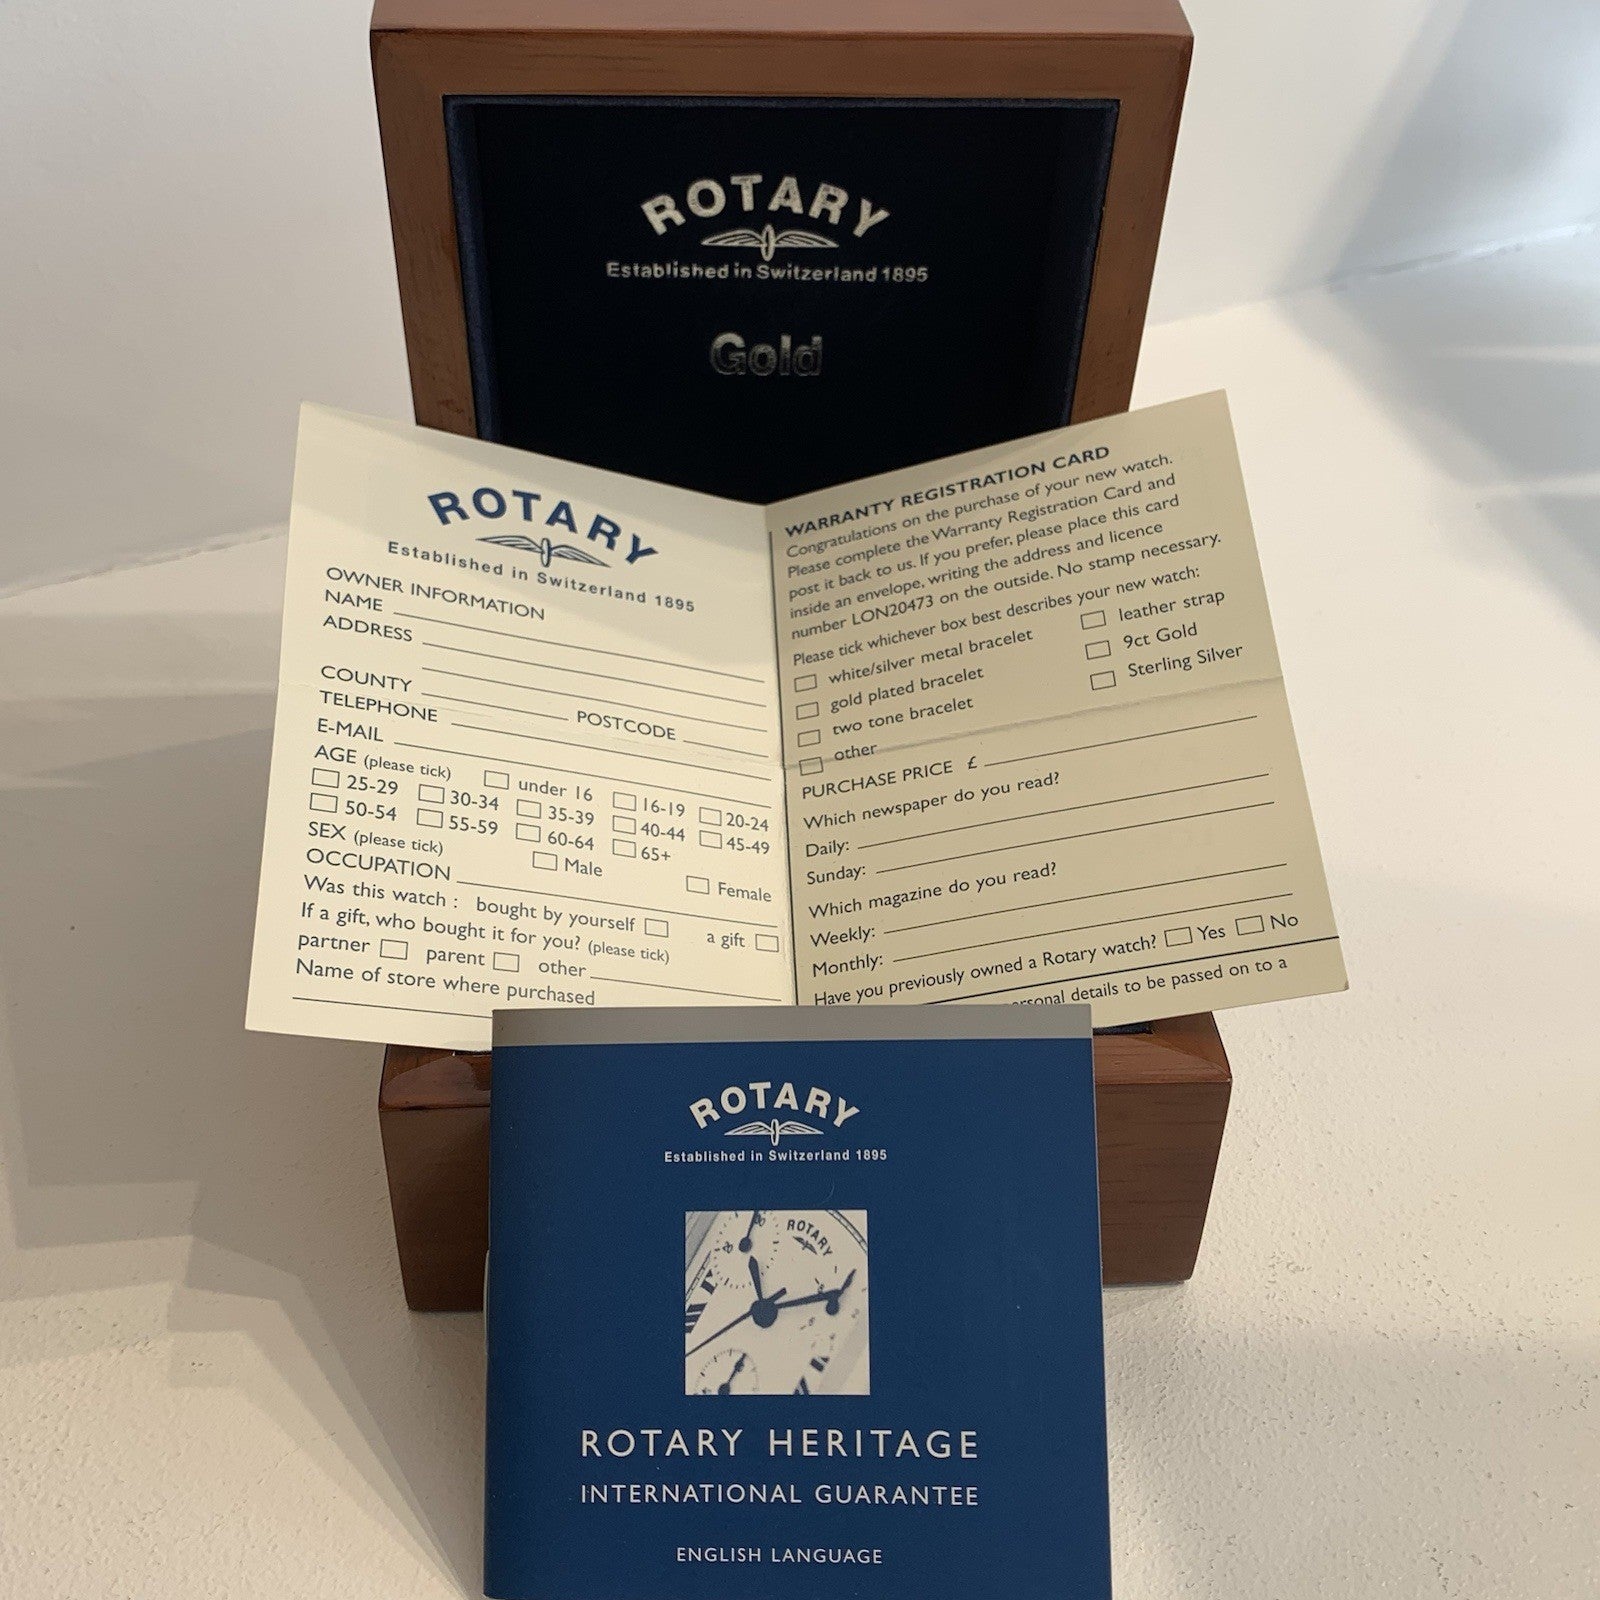 ROTARY
Established in Switzerland 1895
Gold
ROTARY
Established in Switzerland 1895
OWNER INFORMATION
NAME
ADDRESS
COUNTY POSTCODE
TELEPHONE
E-MAIL
AGE (please tick) under 16 16-19 20-24
25-29 30-34 35-39 40-44 45-49
50-54 55-59 60-64 65+
SEX (please tick) Male Female
OCCUPATION
Was this watch : bought by yourself a gift
If a gift, who bought it for you? (please tick)
partner parent other
Name of store where purchased
WARRANTY REGISTRATION CARD
Congratulations on the purchase of your new watch.
Please complete the Warranty Registration Card and
post it back to us. If you prefer, please place this card
inside an envelope, writing the address and licence
number LON20473 on the outside. No stamp necessary.
Please tick whichever box best describes your new watch:
white/silver metal bracelet leather strap
gold plated bracelet 9ct Gold
two tone bracelet Sterling Silver
other
PURCHASE PRICE £
Which newspaper do you read?
Daily:
Sunday:
Which magazine do you read?
Weekly:
Monthly:
Have you previously owned a Rotary watch? Yes No
details to be passed on to a
ROTARY
Established in Switzerland 1895
ROTARY
ROTARY HERITAGE
INTERNATIONAL GUARANTEE
ENGLISH LANGUAGE